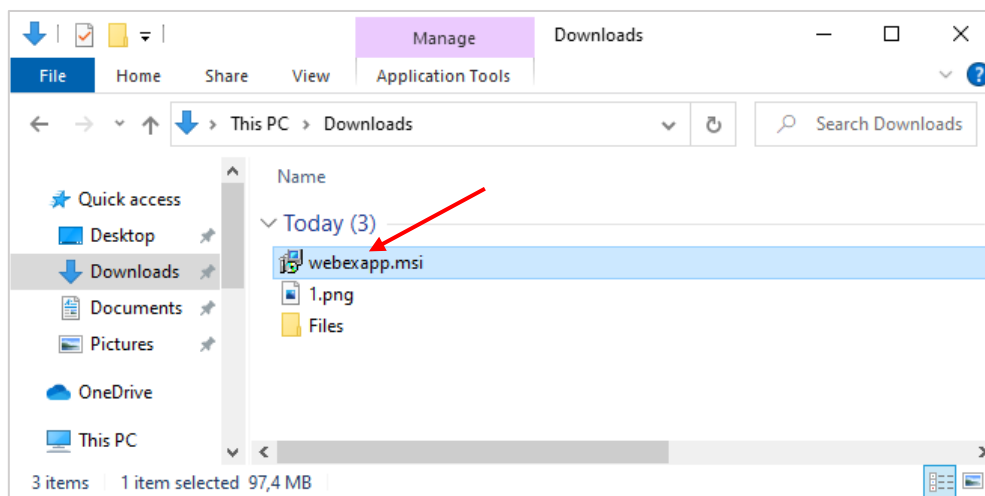 Manage
Downloads
File Home Share View Application Tools
?
This PC > Downloads
Search Downloads
Name
Quick access
Today (3)
Desktop
webexapp.msi
Downloads
1.png
Documents
Files
Pictures
OneDrive
This PC
3 items 1 item selected 97,4 MB